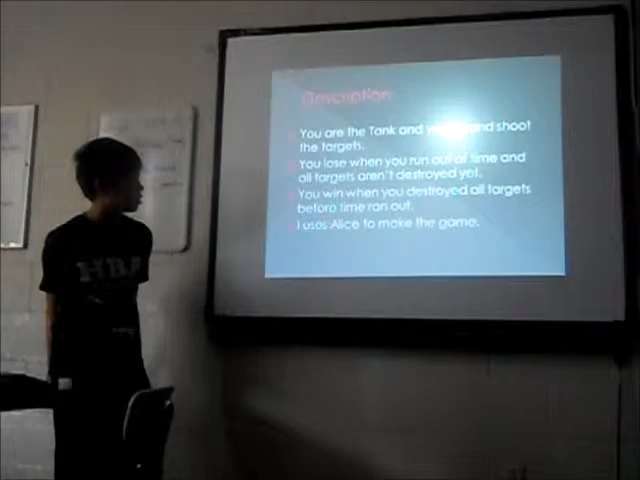 Description
You are the Tank and and shoot
the targets.
You lose when you run out of time and
all targets aren't destroyed yet.
You win when you destroyed all targets
before time ran out.
I uses Alice to make the game.